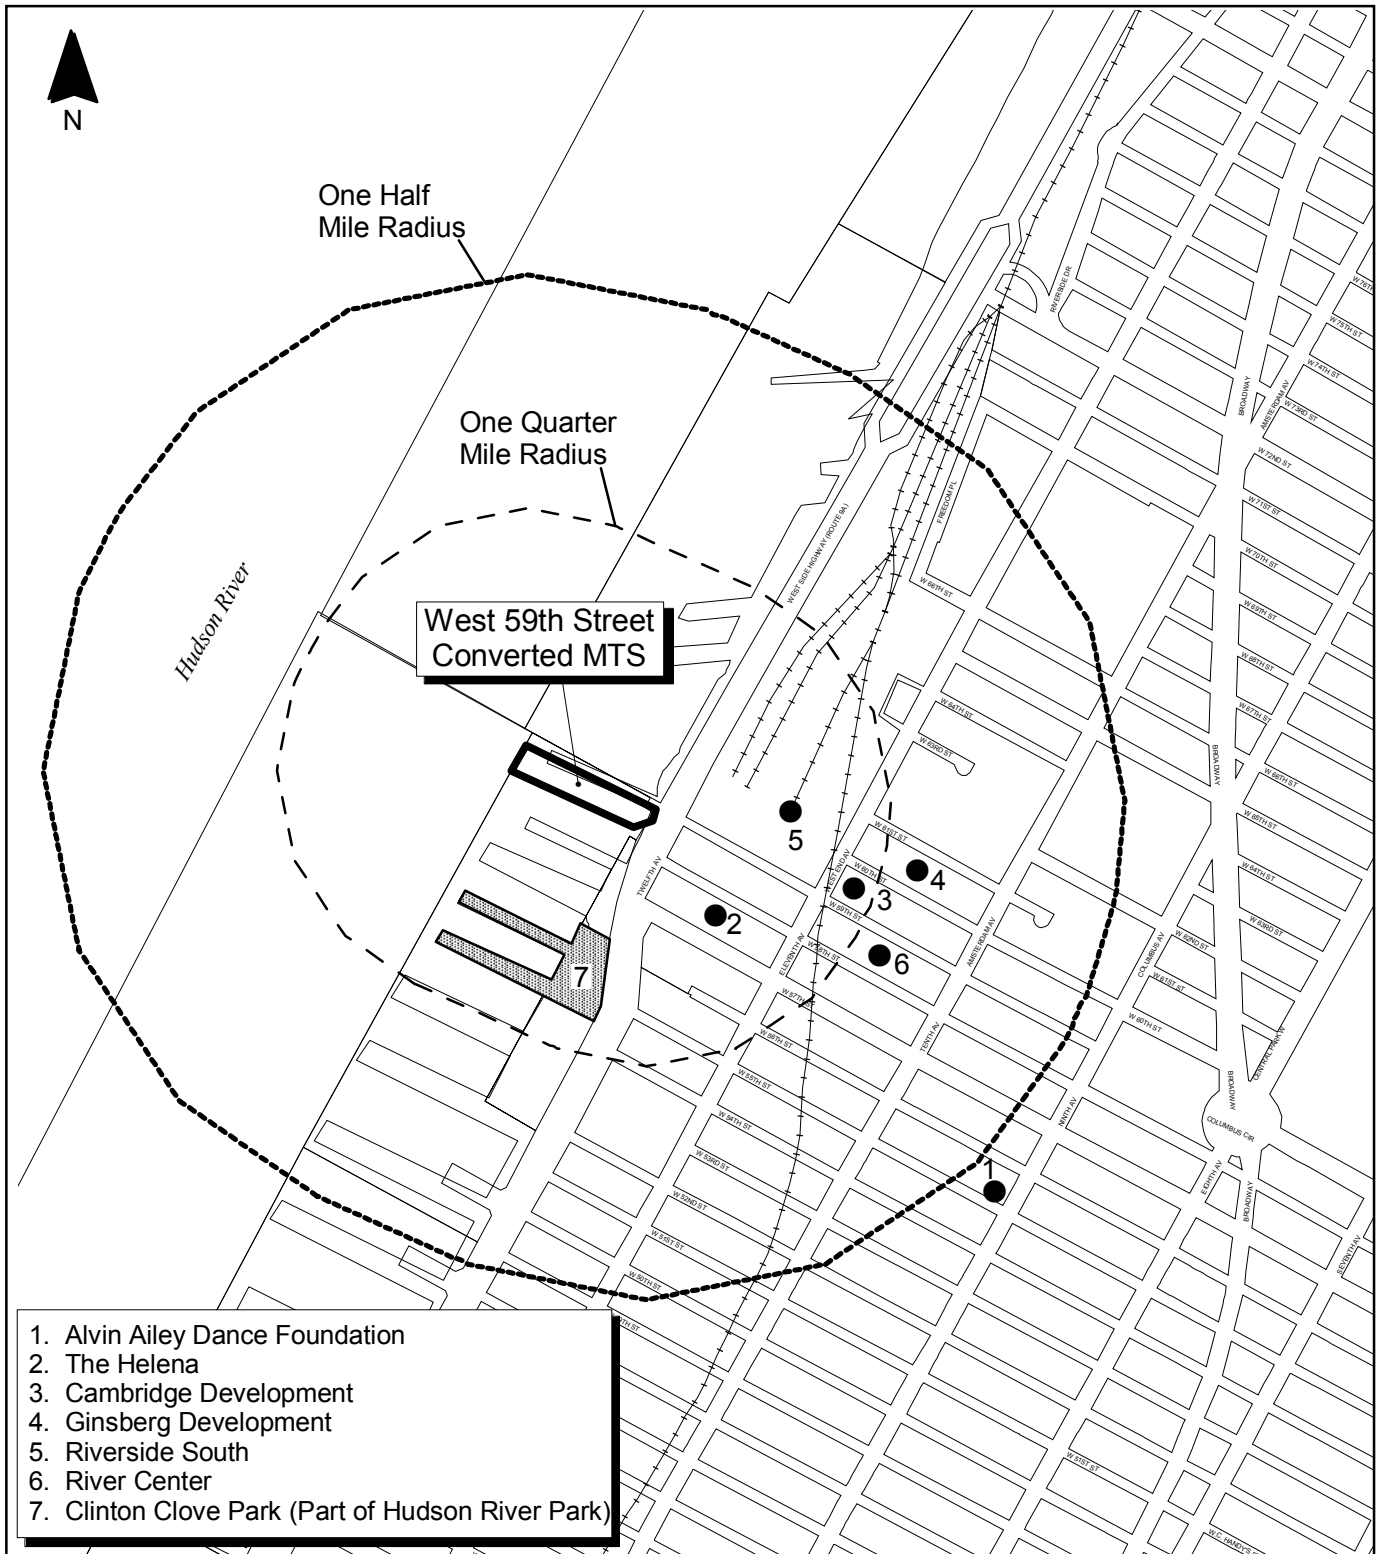 N
One Half
Mile Radius
One Quarter
Mile Radius
Hudson River
West 59th Street
Converted MTS
RIVERSIDE DR
W 76TH ST
W 75TH ST
W 74TH ST
BROADWAY
AMSTERDAM AV
W 73RD ST
W 72ND ST
W 71ST ST
W 70TH ST
W 69TH ST
W 68TH ST
W 67TH ST
BROADWAY
W 66TH ST
W 65TH ST
W 64TH ST
W 63RD ST
W 62ND ST
W 61ST ST
W 60TH ST
FREEDOM PL
WEST SIDE HIGHWAY (ROUTE 9A)
W 66TH ST
W 64TH ST
W 63RD ST
W 61ST ST
W 60TH ST
WEST END AV
W 59TH ST
W 58TH ST
TWELFTH AV
ELEVENTH AV
AMSTERDAM AV
COLUMBUS AV
CENTRAL PARK W
BROADWAY
COLUMBUS CIR
TENTH AV
NINTH AV
EIGHTH AV
BROADWAY
SEVENTH AV
W 56TH ST
W 55TH ST
W 54TH ST
W 53RD ST
W 52ND ST
W 51ST ST
W 50TH ST
W 51ST ST
5
4
3
2
6
7
1
1. Alvin Ailey Dance Foundation
2. The Helena
3. Cambridge Development
4. Ginsberg Development
5. Riverside South
6. River Center
7. Clinton Clove Park (Part of Hudson River Park)